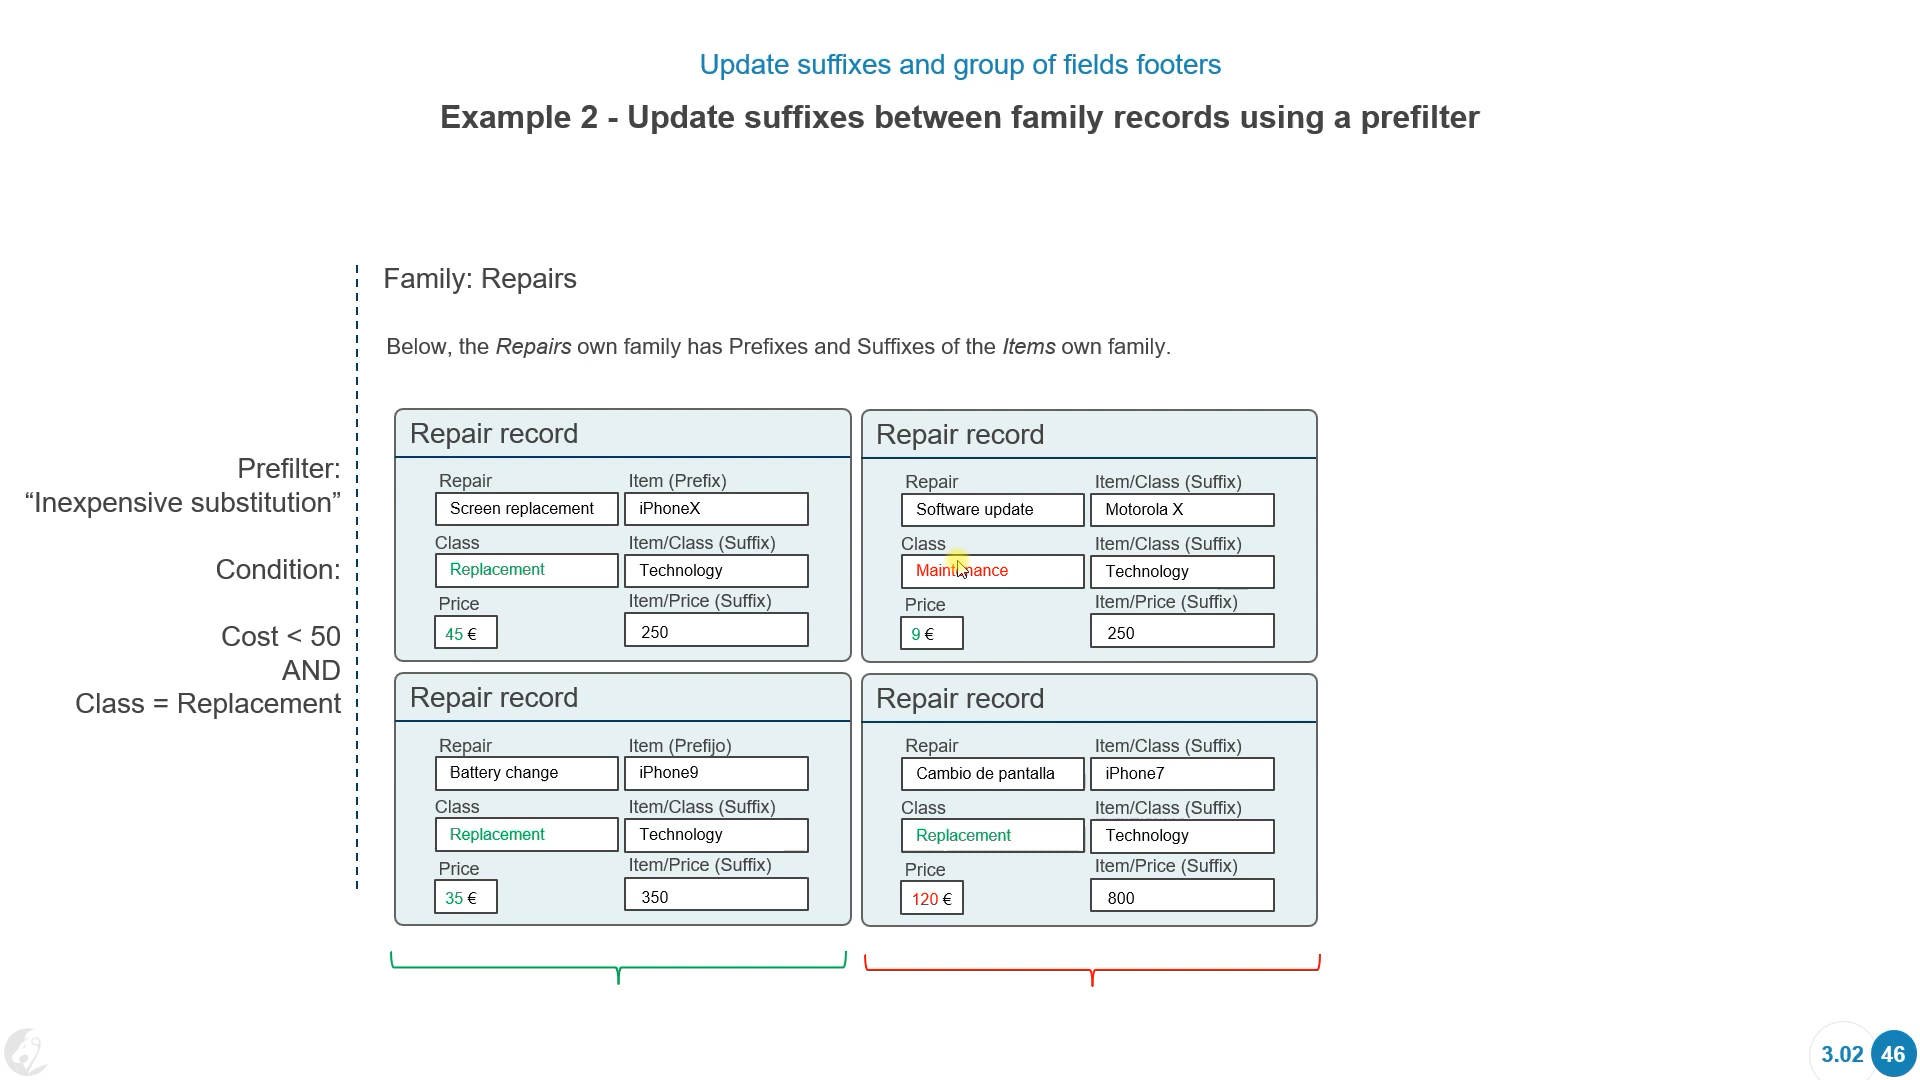 Update suffixes and group of fields footers
Example 2 - Update suffixes between family records using a prefilter
Prefilter:
“Inexpensive substitution”
Condition:
Cost < 50
AND
Class = Replacement
Family: Repairs
Below, the Repairs own family has Prefixes and Suffixes of the Items own family.
Repair record
Repair Item (Prefix)
Screen replacement iPhoneX
Class Item/Class (Suffix)
Replacement Technology
Price Item/Price (Suffix)
45 € 250
Repair record
Repair Item/Class (Suffix)
Software update Motorola X
Class Item/Class (Suffix)
Maintenance Technology
Price Item/Price (Suffix)
9 € 250
Repair record
Repair Item (Prefijo)
Battery change iPhone9
Class Item/Class (Suffix)
Replacement Technology
Price Item/Price (Suffix)
35 € 350
Repair record
Repair Item/Class (Suffix)
Cambio de pantalla iPhone7
Class Item/Class (Suffix)
Replacement Technology
Price Item/Price (Suffix)
120 € 800
3.02 46